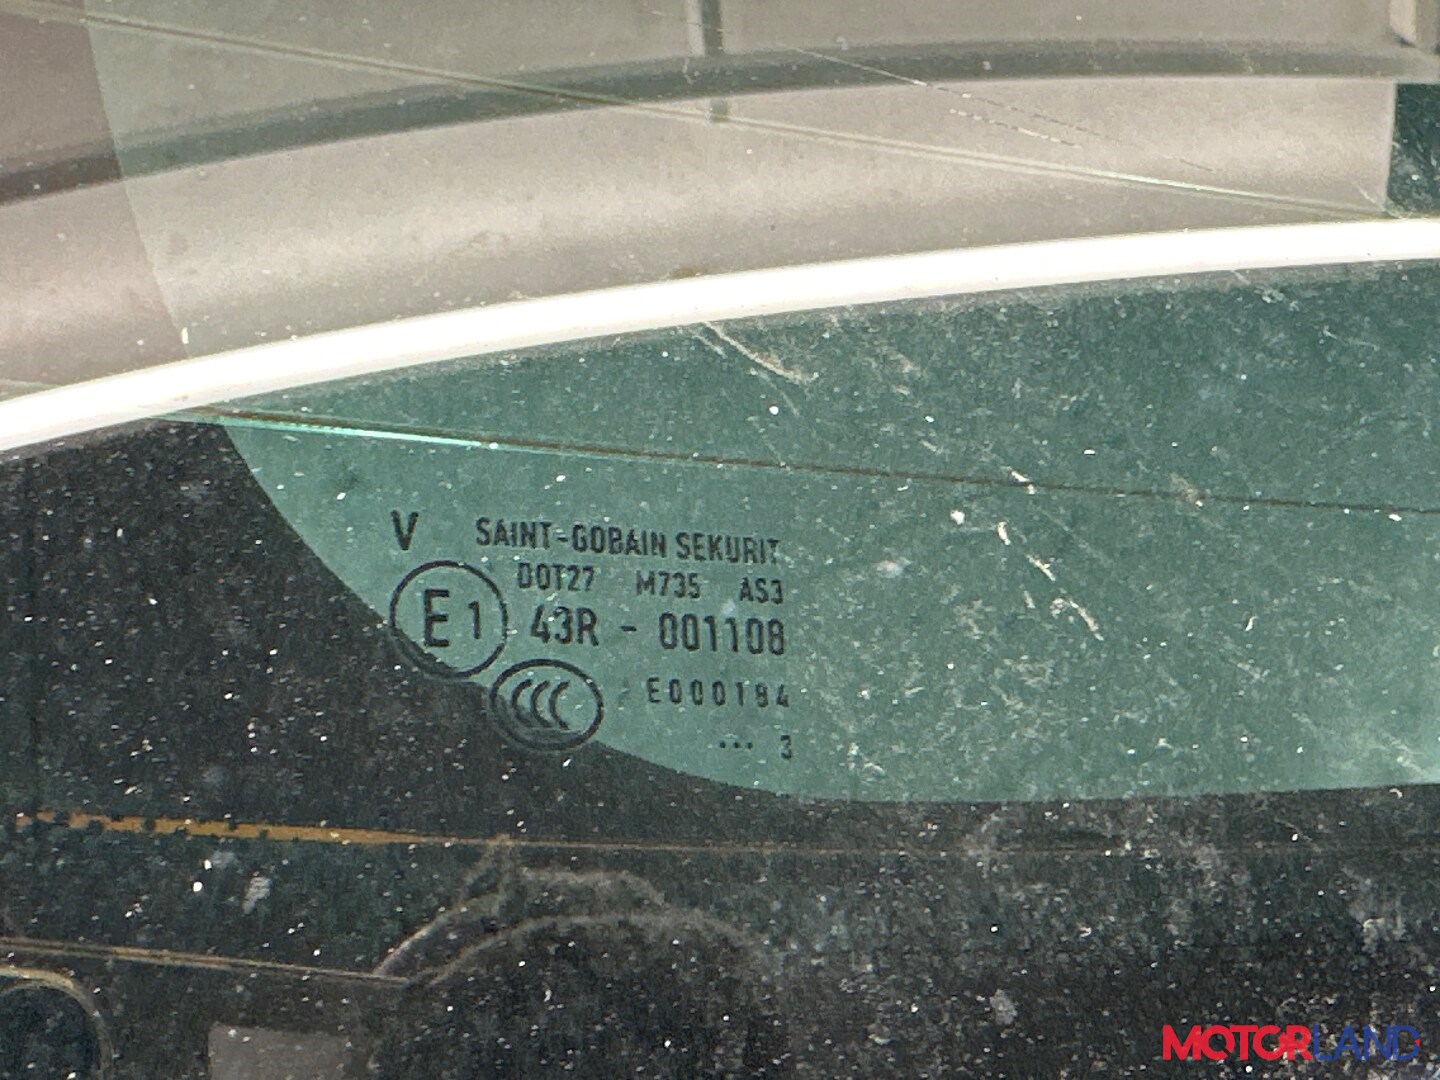 V SAINT-GOBAIN SEKURIT
DOT27 M735 AS3
E1 43R - 001108
CCC E000184
... 3
MOTORLAND